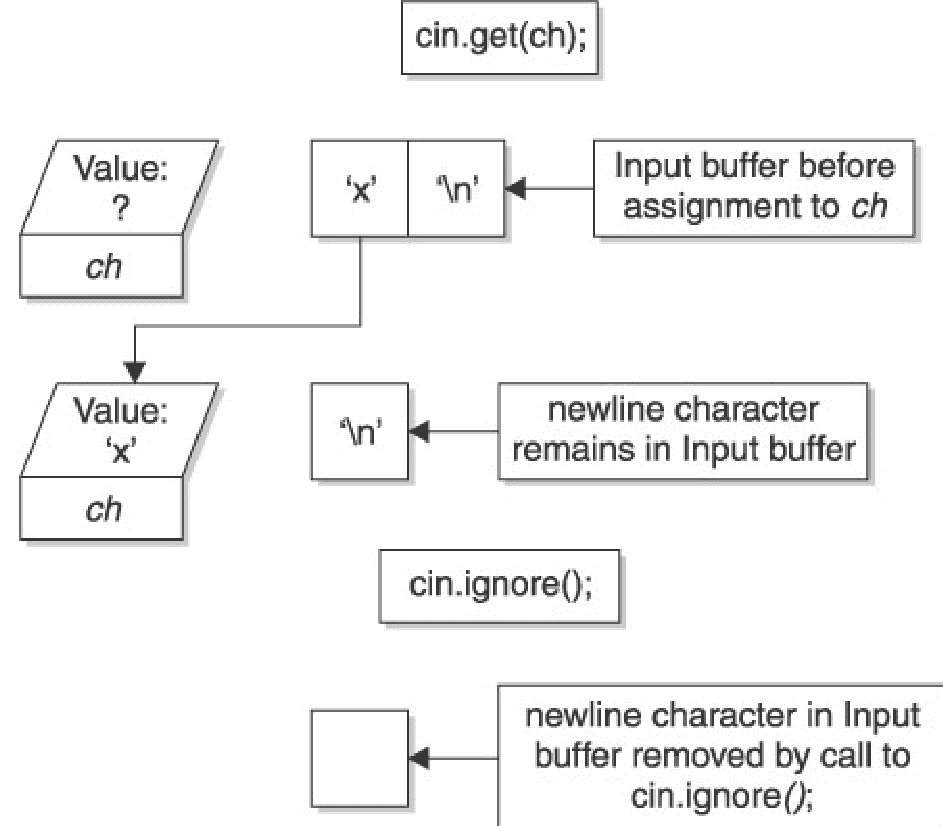 cin.get(ch);
Value:
?
ch
‘x’
‘\n’
Input buffer before
assignment to ch
Value:
‘x’
ch
‘\n’
newline character
remains in Input buffer
cin.ignore();
newline character in Input
buffer removed by call to
cin.ignore();